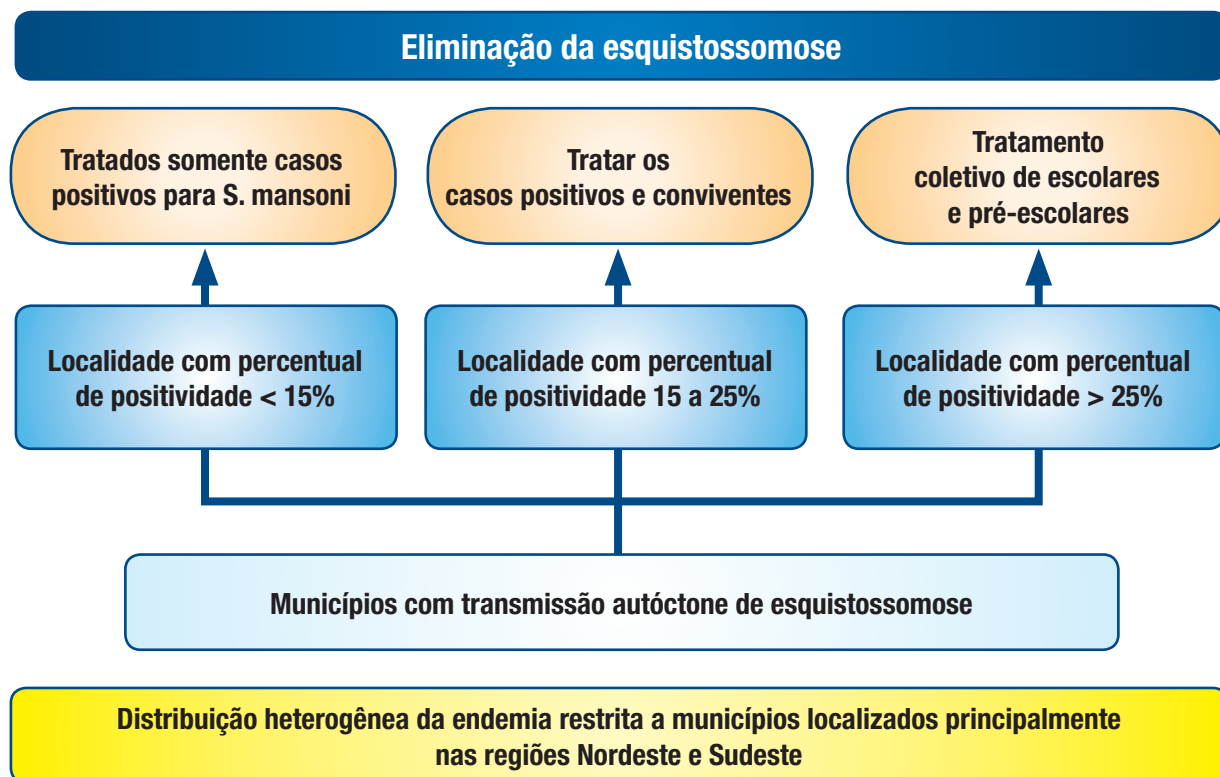 Eliminação da esquistossomose
Tratados somente casos
positivos para S. mansoni
Tratar os
casos positivos e conviventes
Tratamento
coletivo de escolares
e pré-escolares
Localidade com percentual
de positividade < 15%
Localidade com percentual
de positividade 15 a 25%
Localidade com percentual
de positividade > 25%
Municípios com transmissão autóctone de esquistossomose
Distribuição heterogênea da endemia restrita a municípios localizados principalmente
nas regiões Nordeste e Sudeste